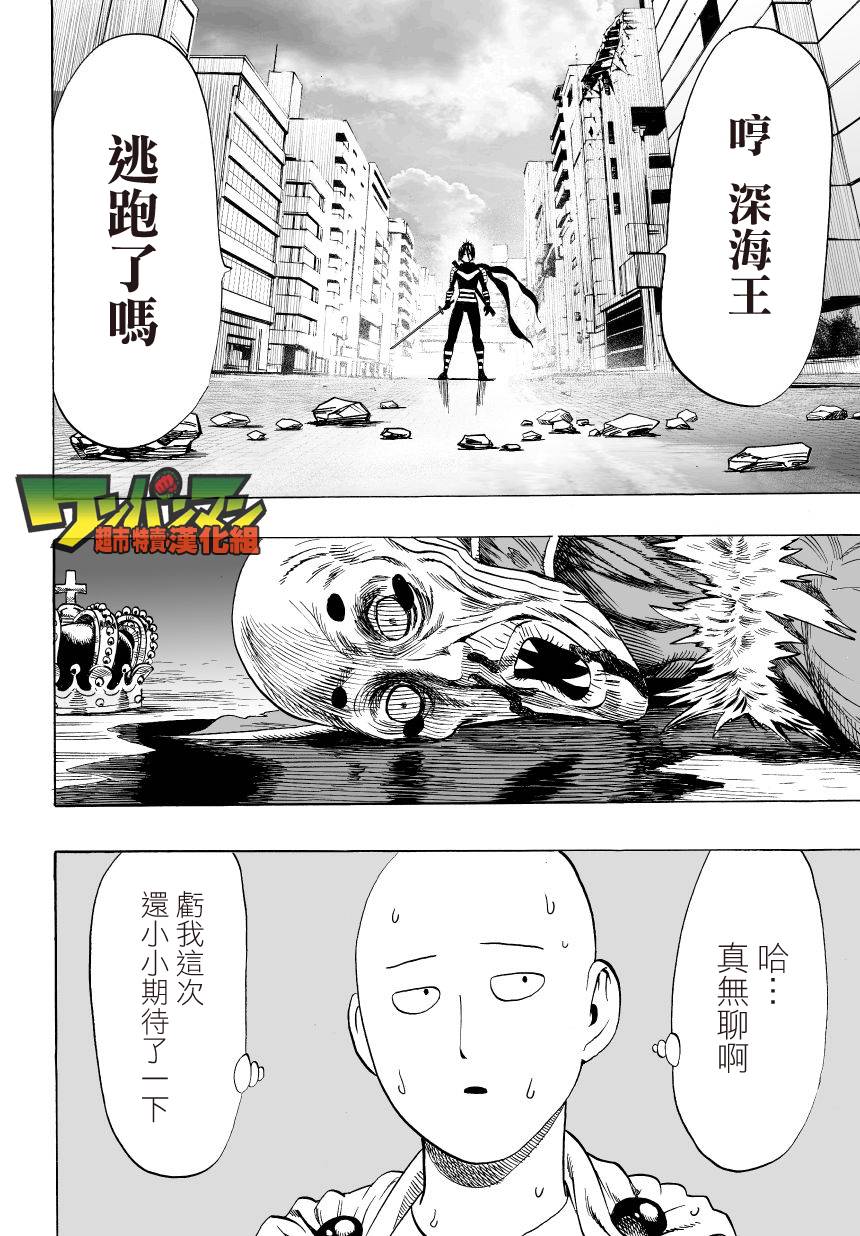 哼 深海王
逃跑了嗎
ワンパンマン
超市特賣漢化組
哈…
真無聊啊
虧我這次
還小小期待了一下